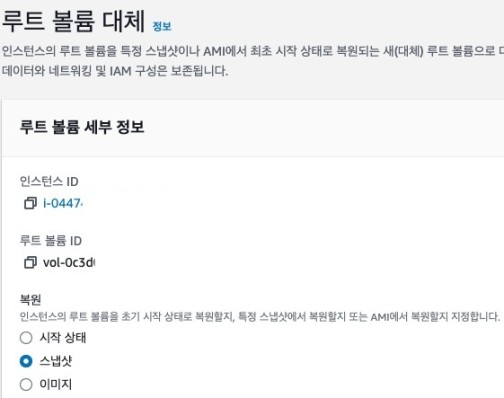 루트 볼륨 대체 정보
인스턴스의 루트 볼륨을 특정 스냅샷이나 AMI에서 최초 시작 상태로 복원되는 새(대체) 루트 볼륨으로
데이터와 네트워킹 및 IAM 구성은 보존됩니다.
루트 볼륨 세부 정보
인스턴스 ID
i-0447
루트 볼륨 ID
vol-0c3d
복원
인스턴스의 루트 볼륨을 초기 시작 상태로 복원할지, 특정 스냅샷에서 복원할지 또는 AMI에서 복원할지 지정합니다.
시작 상태
스냅샷
이미지